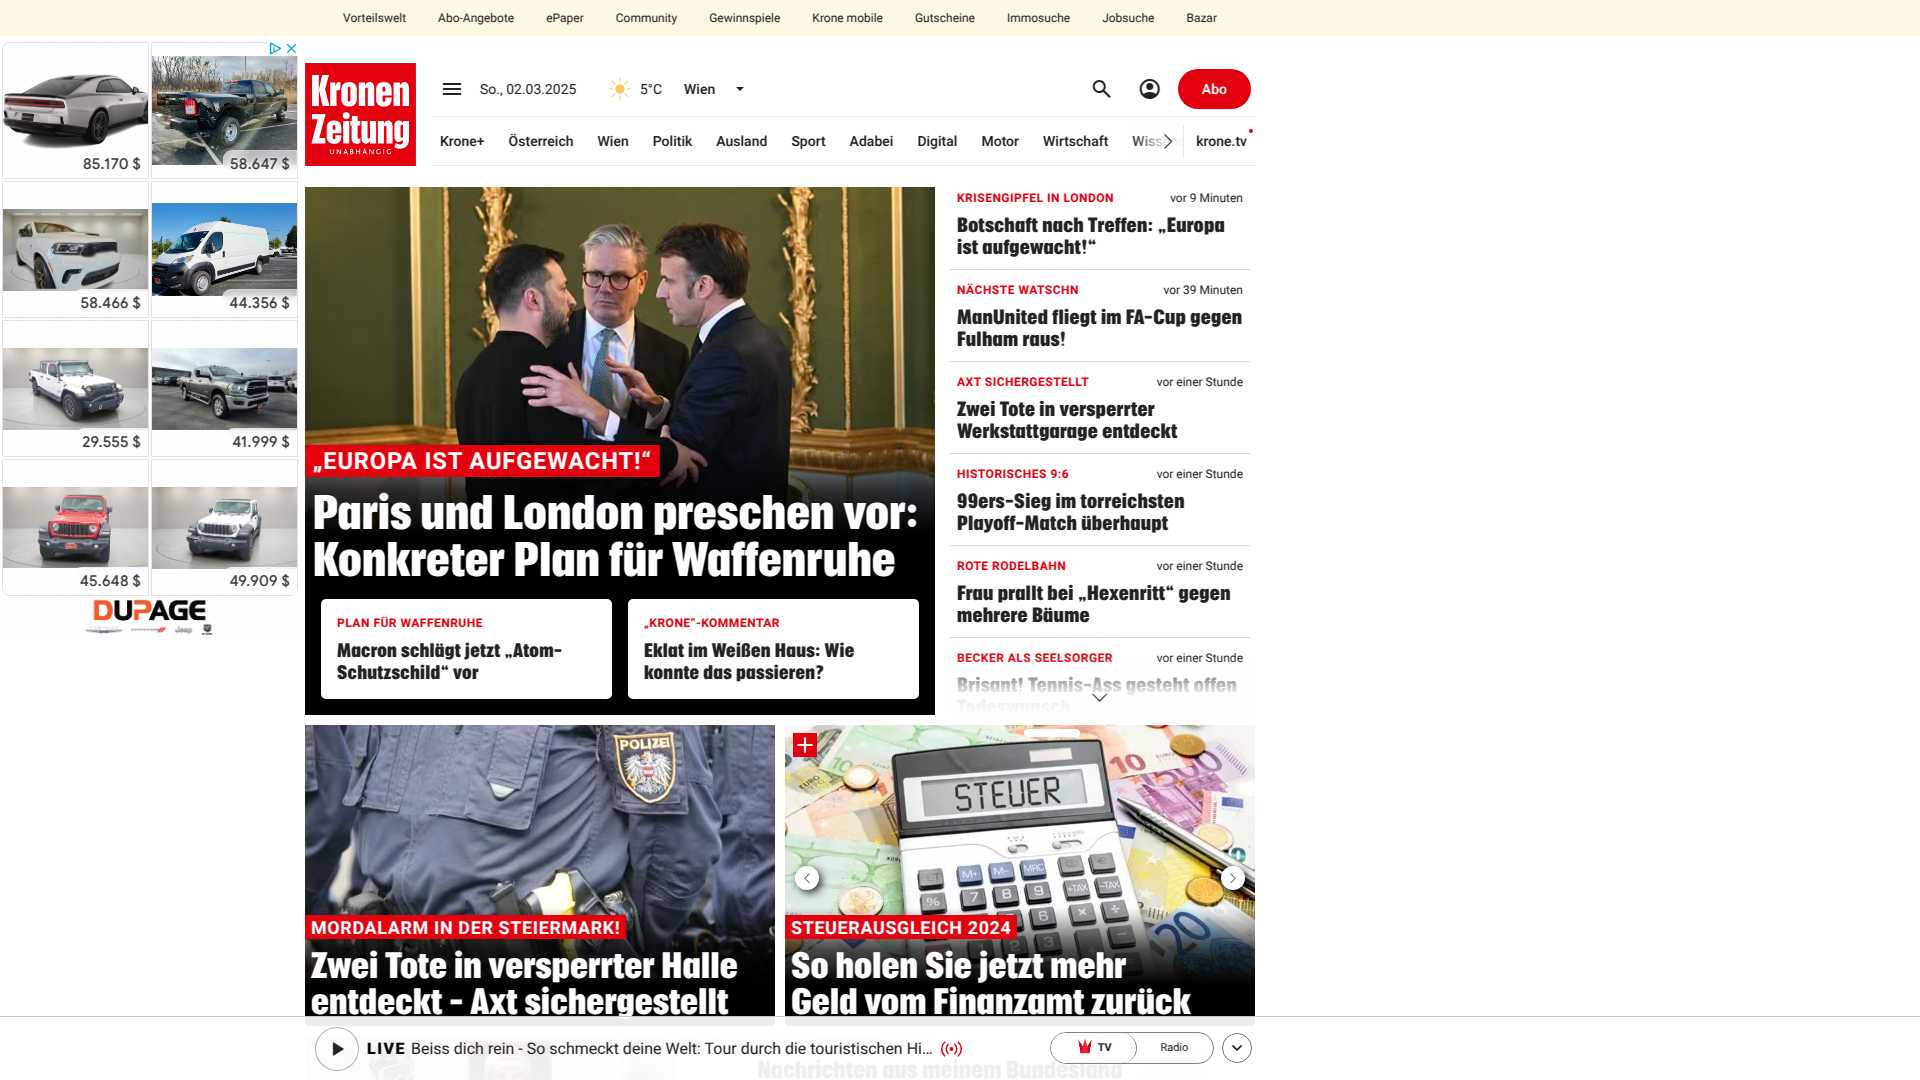 Vorteilswelt Abo-Angebote ePaper Community Gewinnspiele Krone mobile Gutscheine Immosuche Jobsuche Bazar
85.170 $ 58.647 $
58.466 $ 44.356 $
29.555 $ 41.999 $
45.648 $ 49.909 $
DUPAGE
Jeep
Kronen
Zeitung
UNABHÄNGIG
So., 02.03.2025 5°C Wien Abo
Krone+ Österreich Wien Politik Ausland Sport Adabei Digital Motor Wirtschaft krone.tv
„EUROPA IST AUFGEWACHT!“
Paris und London preschen vor:
Konkreter Plan für Waffenruhe
PLAN FÜR WAFFENRUHE
Macron schlägt jetzt „Atom-
Schutzschild“ vor
„KRONE“-KOMMENTAR
Eklat im Weißen Haus: Wie
konnte das passieren?
KRISENGIPFEL IN LONDON vor 9 Minuten
Botschaft nach Treffen: „Europa
ist aufgewacht!“
NÄCHSTE WATSCHN vor 39 Minuten
ManUnited fliegt im FA-Cup gegen
Fulham raus!
AXT SICHERGESTELLT vor einer Stunde
Zwei Tote in versperrter
Werkstattgarage entdeckt
HISTORISCHES 9:6 vor einer Stunde
99ers-Sieg im torreichsten
Playoff-Match überhaupt
ROTE RODELBAHN vor einer Stunde
Frau prallt bei „Hexenritt“ gegen
mehrere Bäume
BECKER ALS SEELSORGER vor einer Stunde
Brisant! Tennis-Ass gesteht offen
Todeswunsch
POLIZEI
MORDALARM IN DER STEIERMARK!
Zwei Tote in versperrter Halle
entdeckt - Axt sichergestellt
STEUER
STEUERAUSGLEICH 2024
So holen Sie jetzt mehr
Geld vom Finanzamt zurück
LIVE Beiss dich rein - So schmeckt deine Welt: Tour durch die touristischen Hi... TV Radio
Nachrichten aus meinem Bundesland